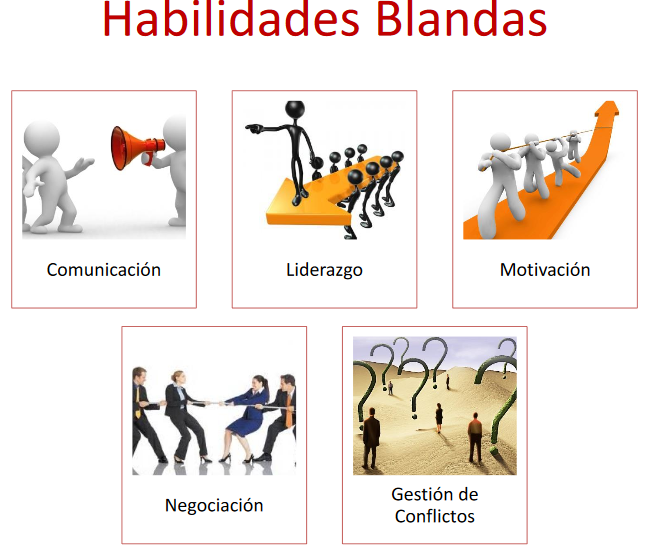 Habilidades Blandas
Comunicación
Liderazgo
Motivación
Negociación
Gestión de
Conflictos